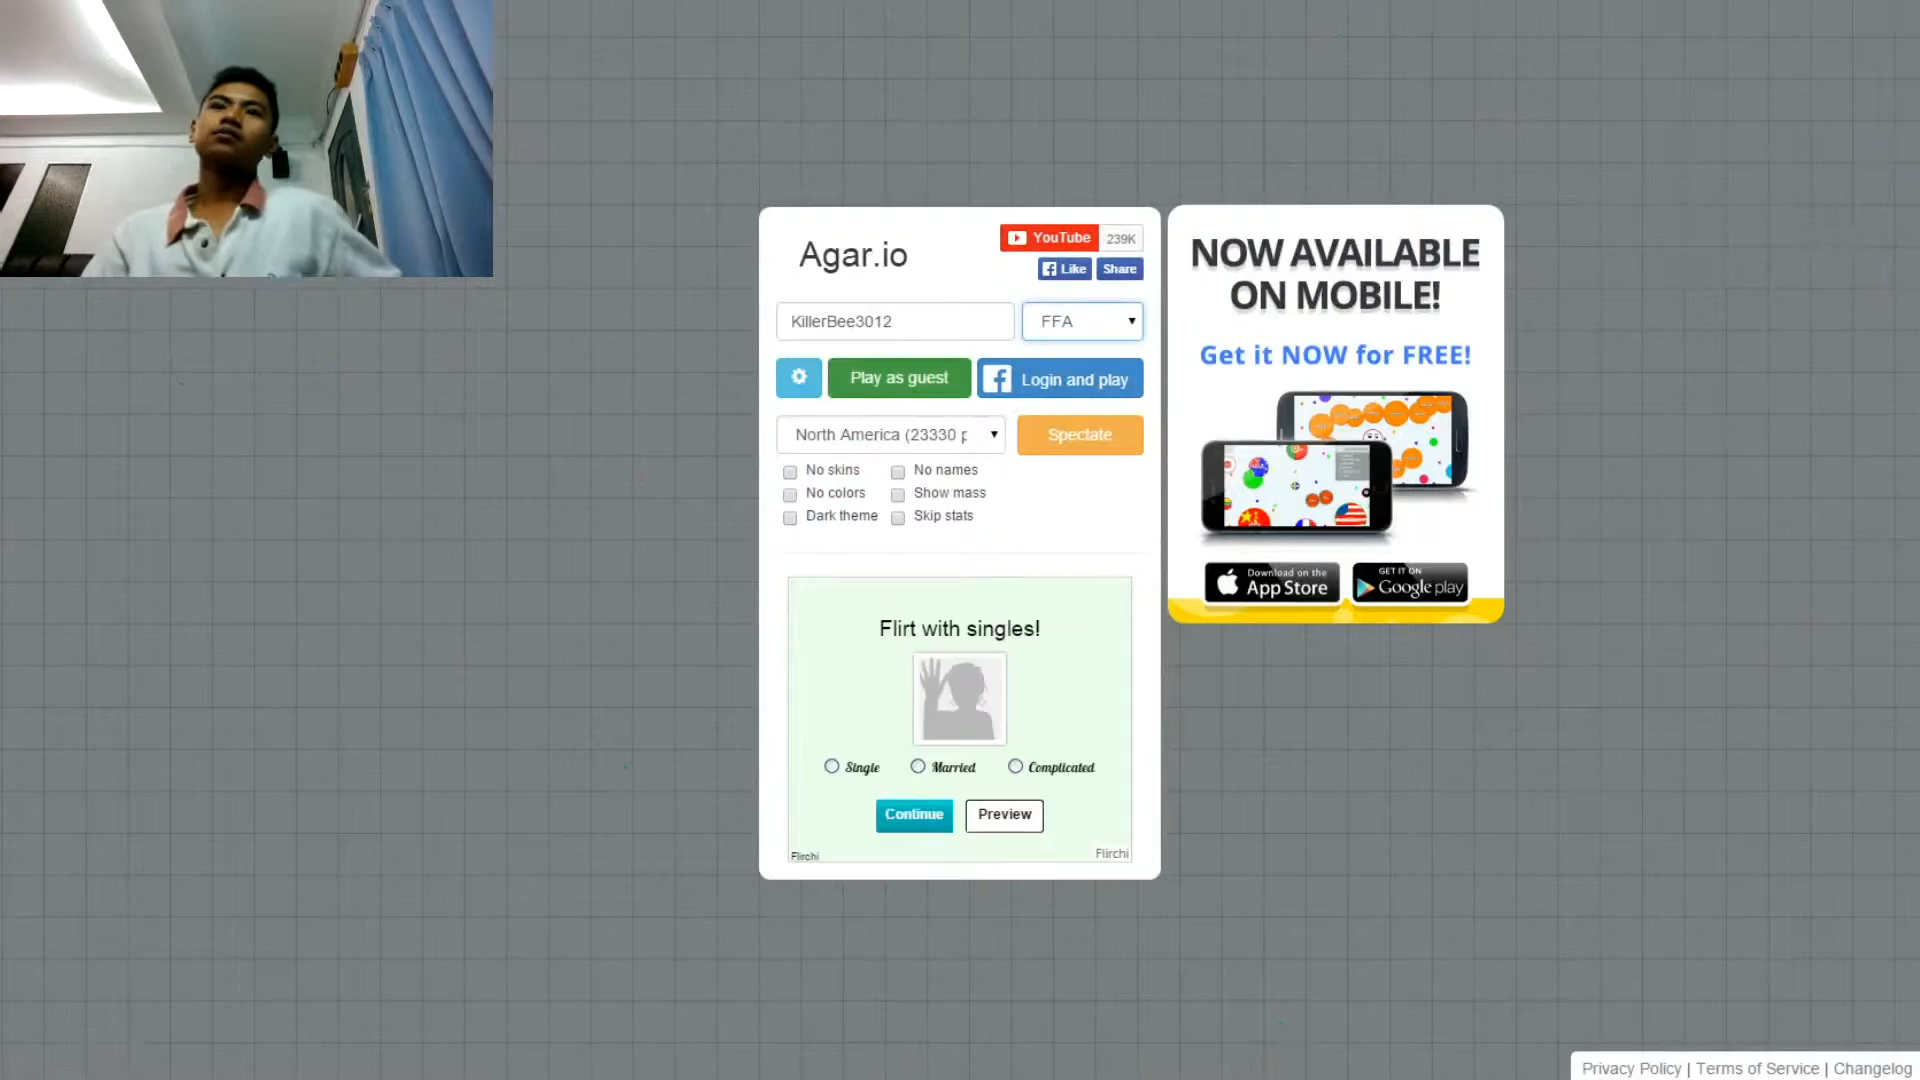 Agar.io
YouTube 239K
Like Share
KillerBee3012
FFA
Play as guest
Login and play
North America (23330 p
Spectate
No skins
No names
No colors
Show mass
Dark theme
Skip stats
Flirt with singles!
Single
Married
Complicated
Continue
Preview
Flirchi
Flirchi
NOW AVAILABLE
ON MOBILE!
Get it NOW for FREE!
Download on the
App Store
GET IT ON
Google play
Privacy Policy | Terms of Service | Changelog